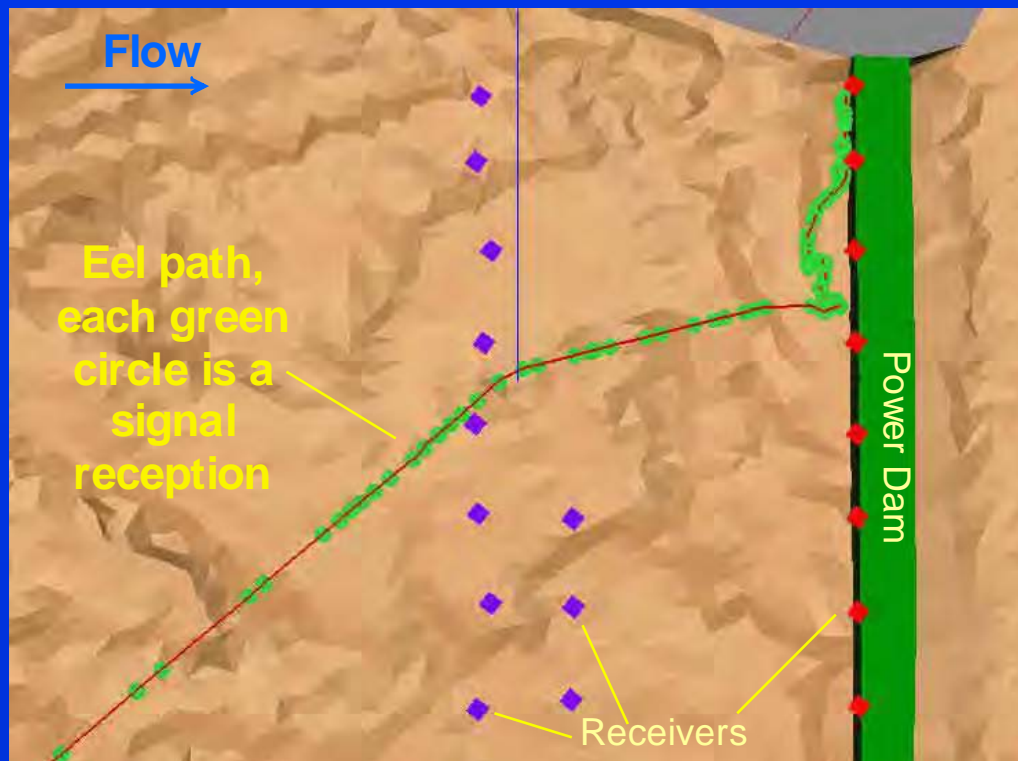 Flow
Eel path,
each green
circle is a
signal
reception
Power Dam
Receivers